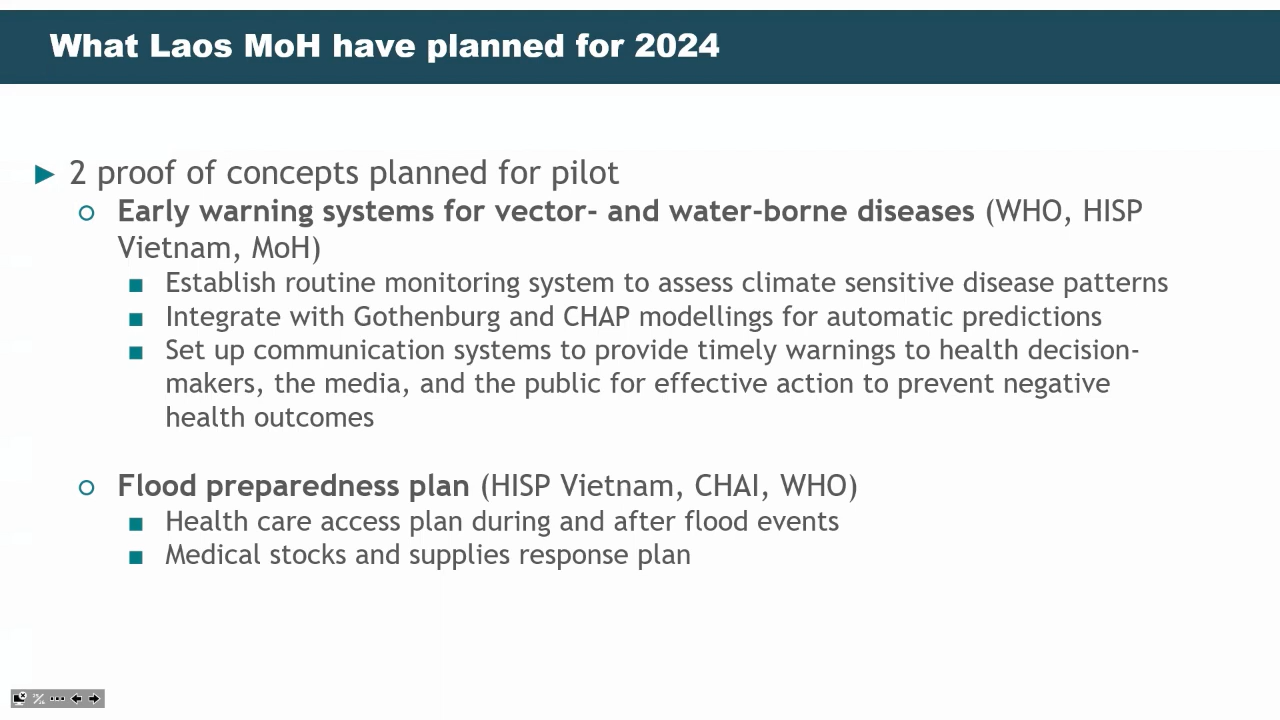 What Laos MoH have planned for 2024
► 2 proof of concepts planned for pilot
○ Early warning systems for vector- and water-borne diseases (WHO, HISP
Vietnam, MoH)
■ Establish routine monitoring system to assess climate sensitive disease patterns
■ Integrate with Gothenburg and CHAP modellings for automatic predictions
■ Set up communication systems to provide timely warnings to health decision-
makers, the media, and the public for effective action to prevent negative
health outcomes
○ Flood preparedness plan (HISP Vietnam, CHAI, WHO)
■ Health care access plan during and after flood events
■ Medical stocks and supplies response plan